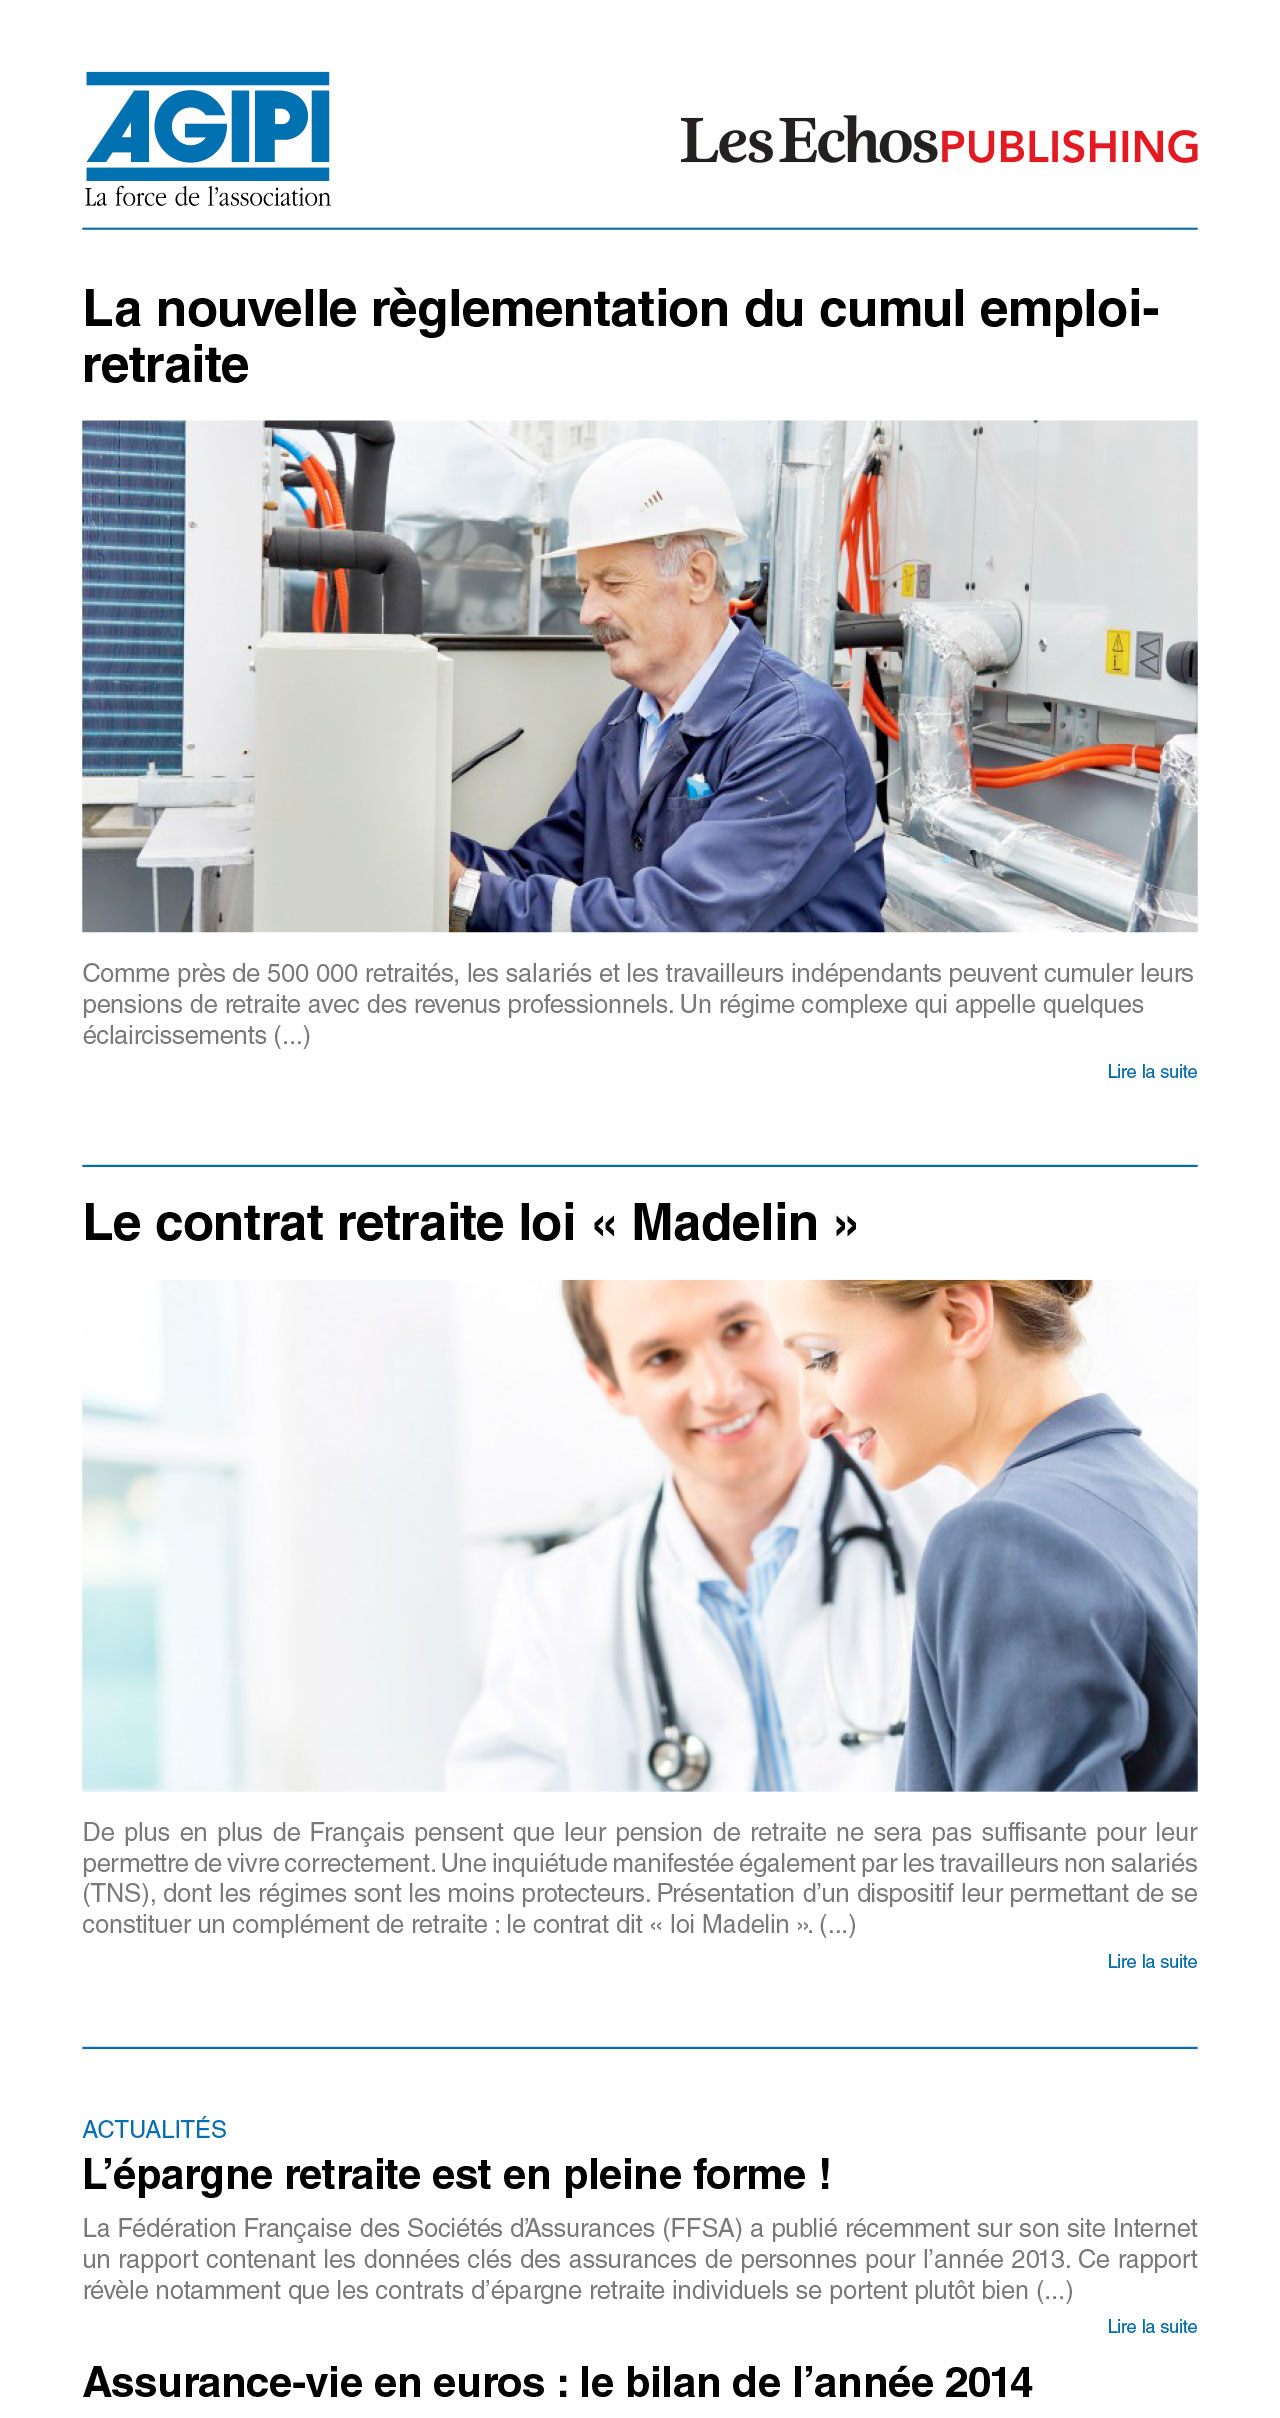 AGIPI
La force de l'association
Les Echos PUBLISHING
La nouvelle règlementation du cumul emploi-
retraite
Comme près de 500 000 retraités, les salariés et les travailleurs indépendants peuvent cumuler leurs
pensions de retraite avec des revenus professionnels. Un régime complexe qui appelle quelques
éclaircissements (...)
Lire la suite
Le contrat retraite loi « Madelin »
De plus en plus de Français pensent que leur pension de retraite ne sera pas suffisante pour leur
permettre de vivre correctement. Une inquiétude manifestée également par les travailleurs non salariés
(TNS), dont les régimes sont les moins protecteurs. Présentation d'un dispositif leur permettant de se
constituer un complément de retraite : le contrat dit « loi Madelin ». (...)
Lire la suite
ACTUALITÉS
L'épargne retraite est en pleine forme !
La Fédération Française des Sociétés d'Assurances (FFSA) a publié récemment sur son site Internet
un rapport contenant les données clés des assurances de personnes pour l'année 2013. Ce rapport
révèle notamment que les contrats d'épargne retraite individuels se portent plutôt bien (...)
Lire la suite
Assurance-vie en euros : le bilan de l'année 2014